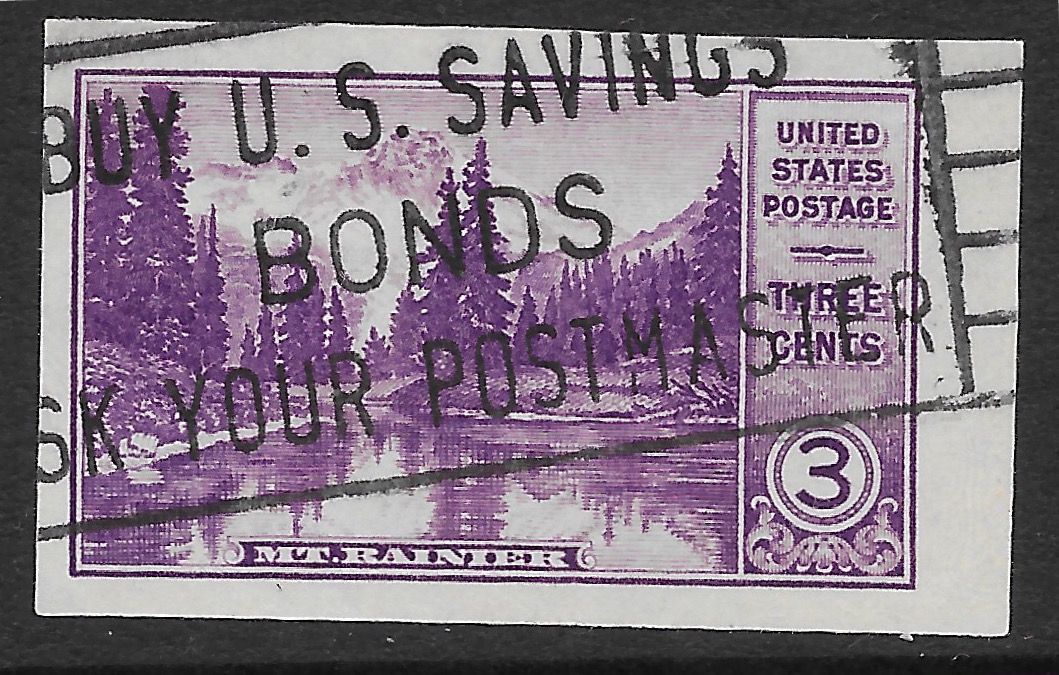 BUY U.S. SAVINGS
BONDS
SK YOUR POSTMASTER
UNITED
STATES
POSTAGE
THREE
CENTS
3
MT. RAINIER